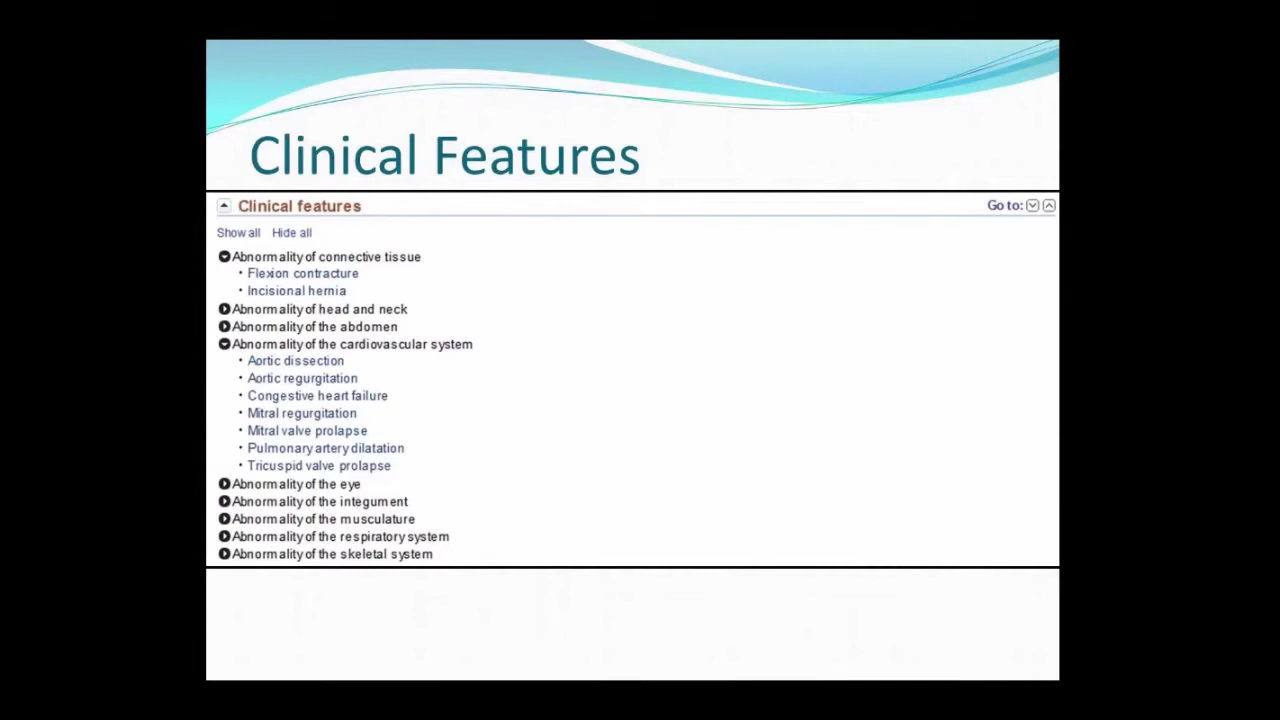 Clinical Features
Clinical features
Go to:
Show all Hide all
Abnormality of connective tissue
• Flexion contracture
• Incisional hernia
Abnormality of head and neck
Abnormality of the abdomen
Abnormality of the cardiovascular system
• Aortic dissection
• Aortic regurgitation
• Congestive heart failure
• Mitral regurgitation
• Mitral valve prolapse
• Pulmonary artery dilatation
• Tricuspid valve prolapse
Abnormality of the eye
Abnormality of the integument
Abnormality of the musculature
Abnormality of the respiratory system
Abnormality of the skeletal system